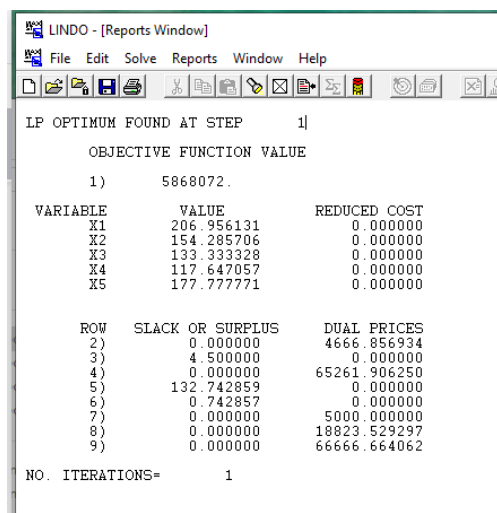 LINDO - [Reports Window]
File Edit Solve Reports Window Help
LP OPTIMUM FOUND AT STEP 1
OBJECTIVE FUNCTION VALUE
1) 5868072.
VARIABLE VALUE REDUCED COST
X1 206.956131 0.000000
X2 154.285706 0.000000
X3 133.333328 0.000000
X4 117.647057 0.000000
X5 177.777771 0.000000
ROW SLACK OR SURPLUS DUAL PRICES
2) 0.000000 4666.856934
3) 4.500000 0.000000
4) 0.000000 65261.906250
5) 132.742859 0.000000
6) 0.742857 0.000000
7) 0.000000 5000.000000
8) 0.000000 18823.529297
9) 0.000000 66666.664062
NO. ITERATIONS= 1